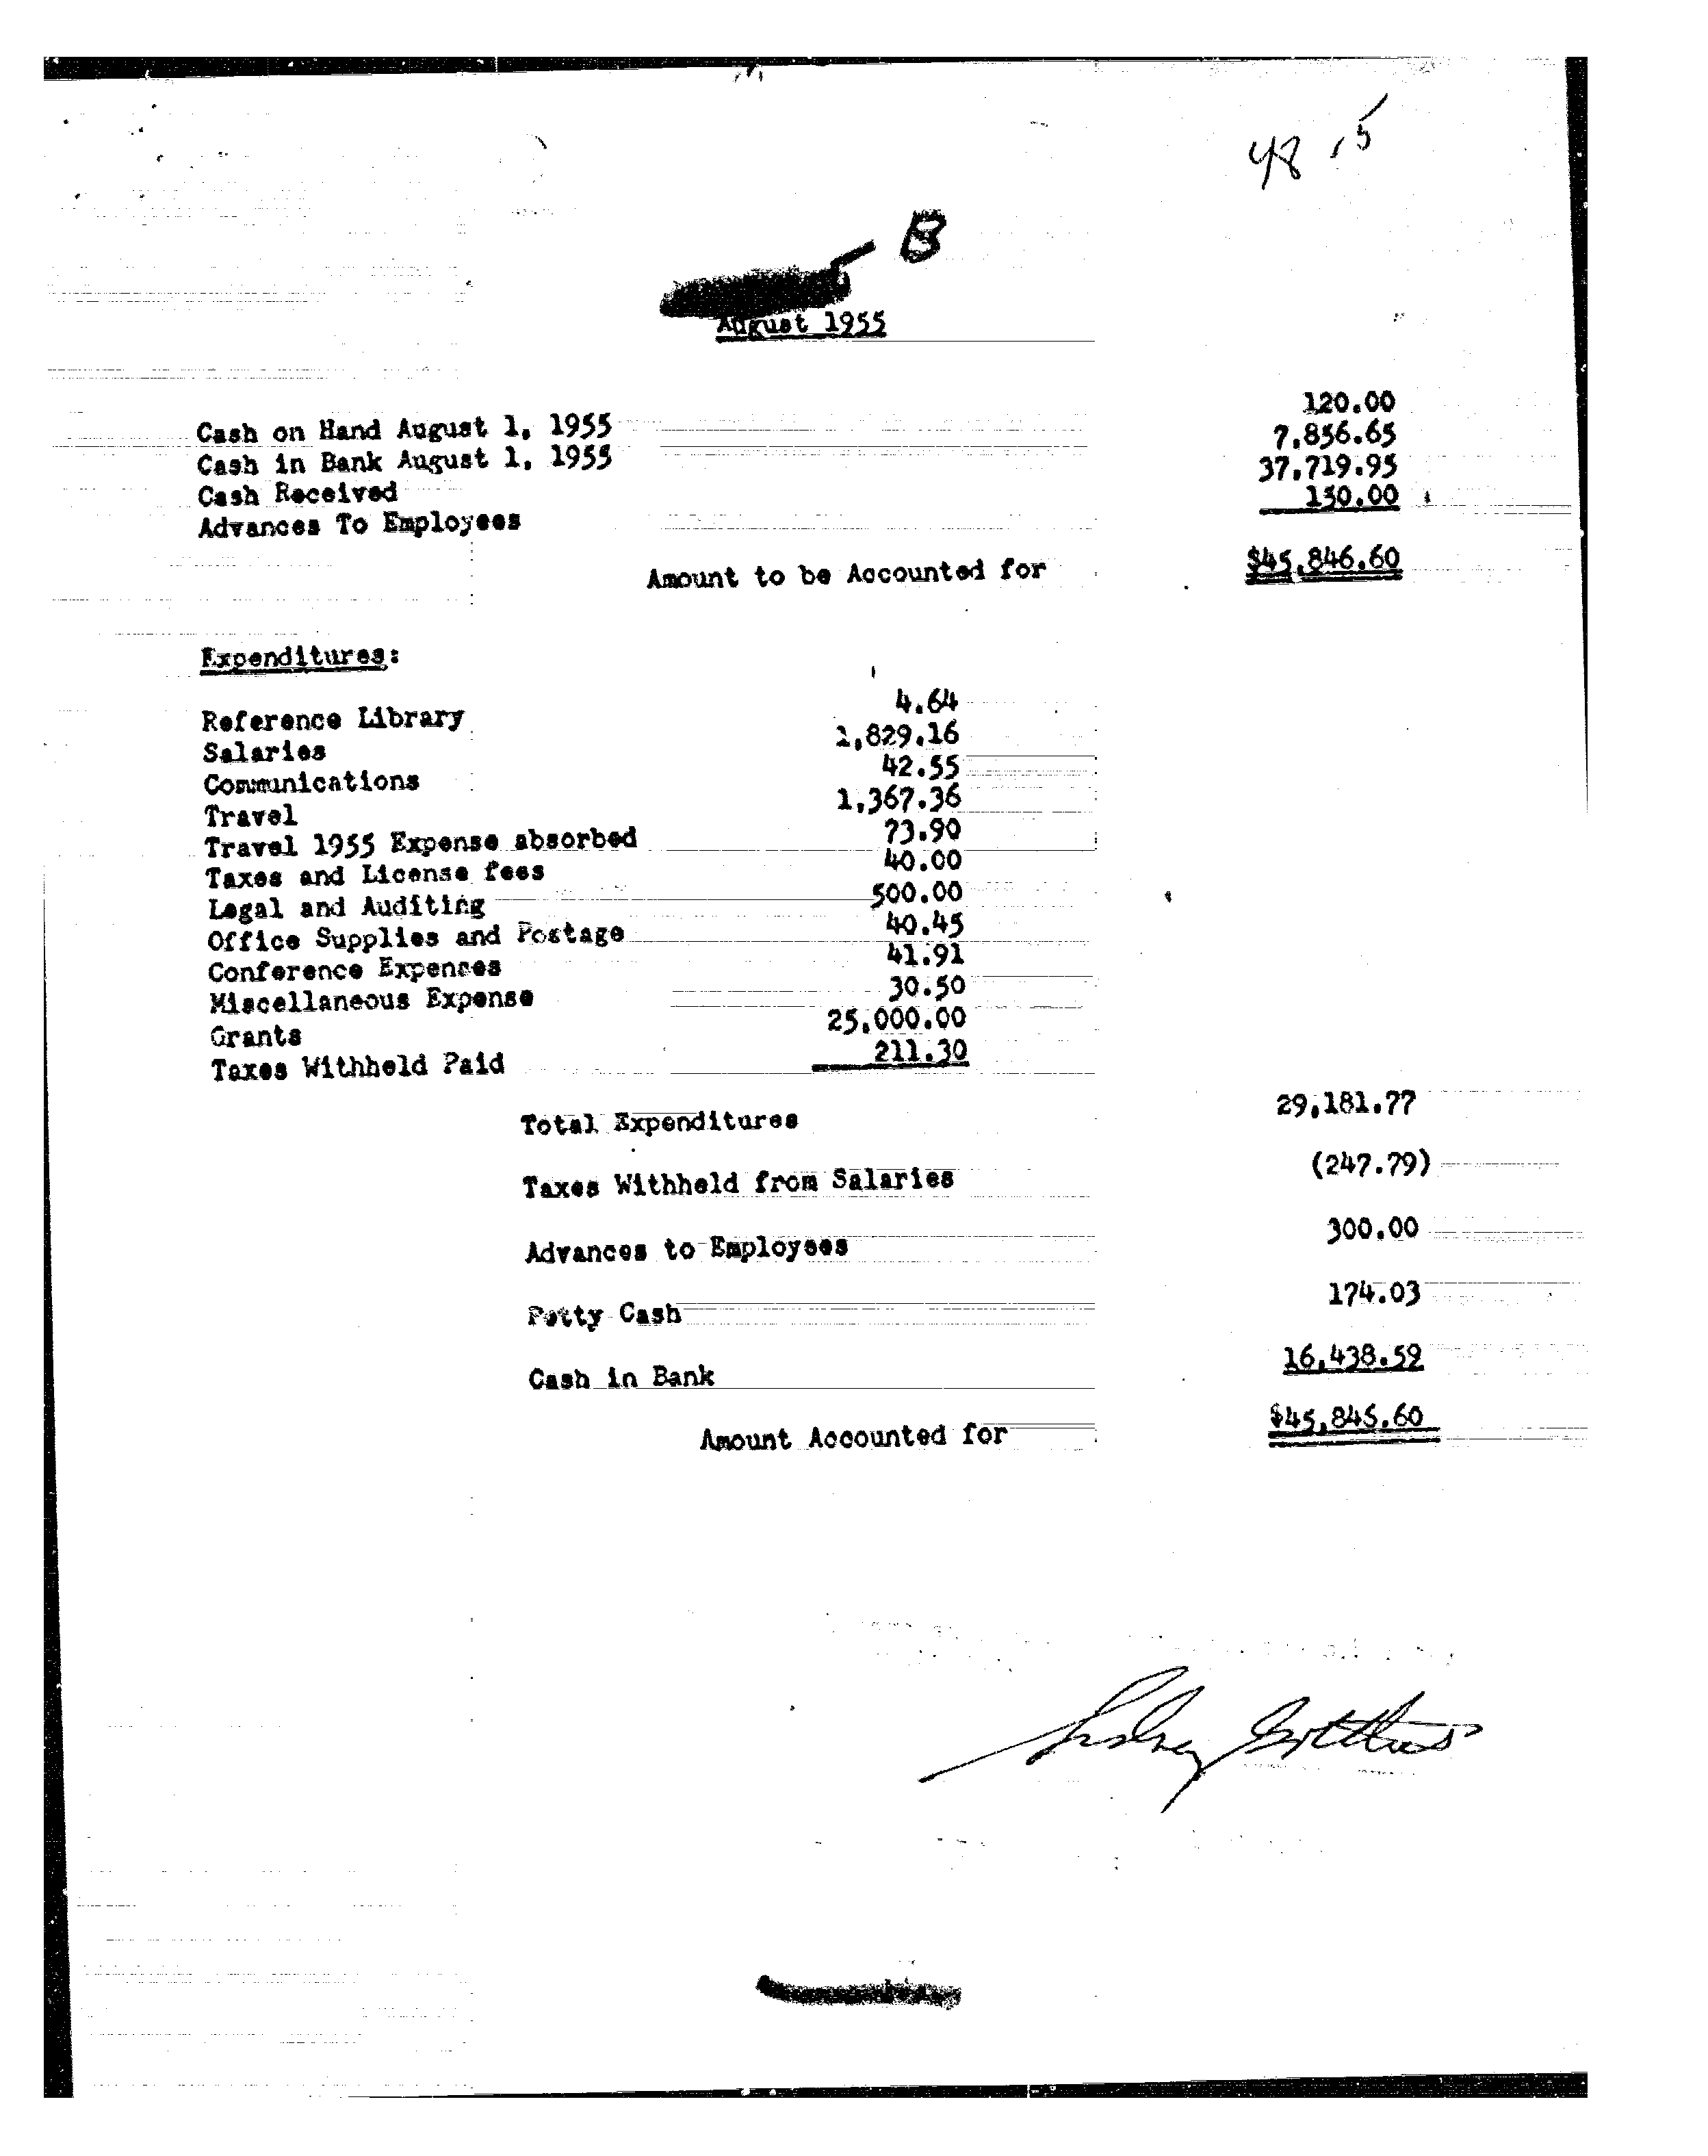 48
B
August 1955
Cash on Hand August 1, 1955 120.00
Cash in Bank August 1, 1955 7,856.65
Cash Received 37,719.95
Advances To Employees 150.00
Amount to be Accounted for $45,846.60
Expenditures:
Reference Library 4.64
Salaries 1,829.16
Communications 42.55
Travel 1,367.36
Travel 1955 Expense absorbed 73.90
Taxes and License fees 40.00
Legal and Auditing 500.00
Office Supplies and Postage 40.45
Conference Expenses 41.91
Miscellaneous Expense 30.50
Grants 25,000.00
Taxes Withheld Paid 211.30
Total Expenditures 29,181.77
Taxes Withheld from Salaries (247.79)
Advances to Employees 300.00
Petty Cash 174.03
Cash in Bank 16,438.59
Amount Accounted for $45,845.60